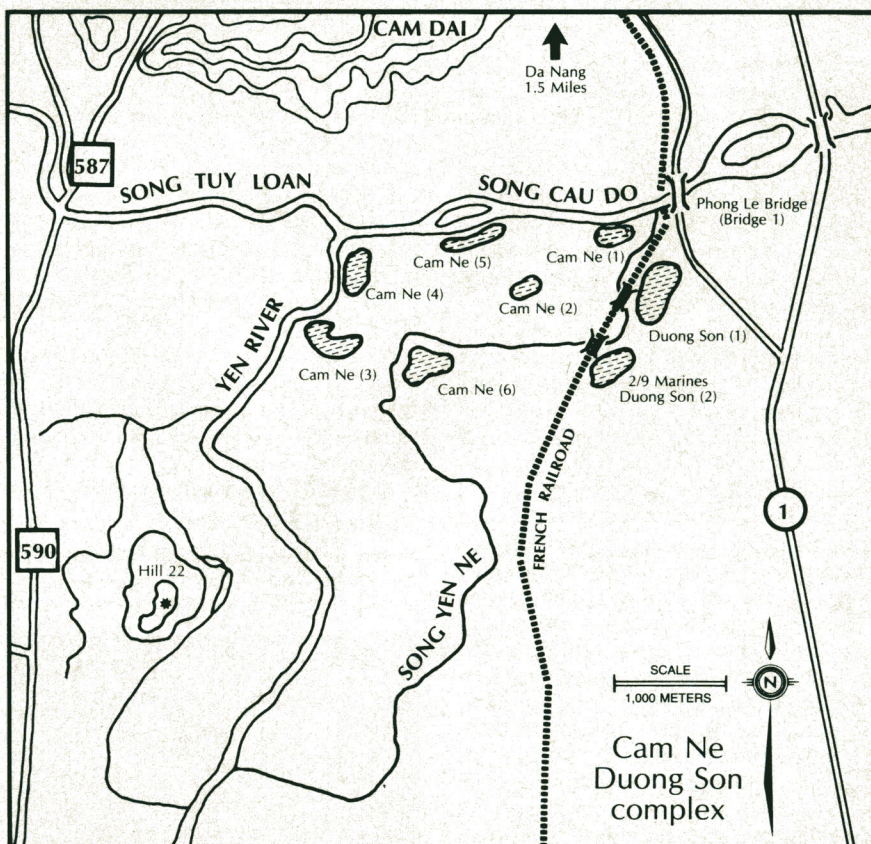 CAM DAI
Da Nang
1.5 Miles
587
SONG TUY LOAN
SONG CAU DO
Phong Le Bridge
(Bridge 1)
Cam Ne (5)
Cam Ne (1)
Cam Ne (4)
Cam Ne (2)
YEN RIVER
Duong Son (1)
Cam Ne (3)
Cam Ne (6)
2/9 Marines
Duong Son (2)
FRENCH RAILROAD
1
590
Hill 22
SONG YEN NE
SCALE
1,000 METERS
N
Cam Ne
Duong Son
complex